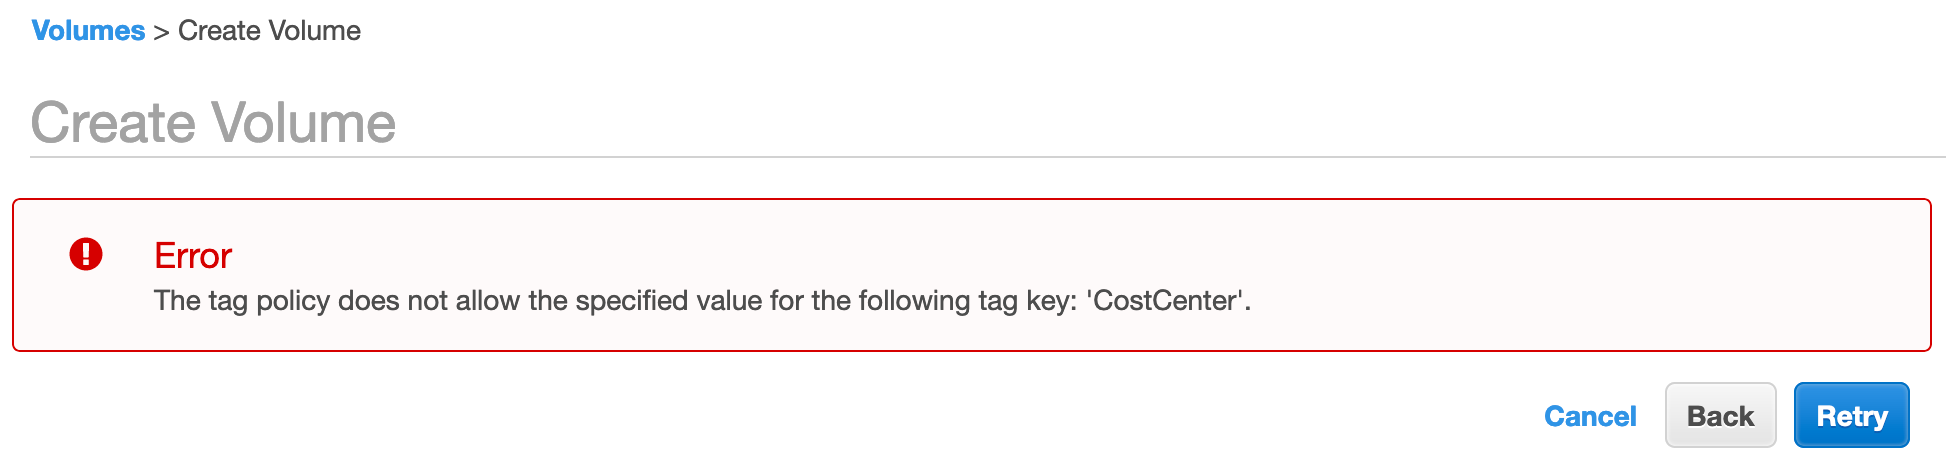 Volumes > Create Volume
Create Volume
Error
The tag policy does not allow the specified value for the following tag key: 'CostCenter'.
Cancel Back Retry